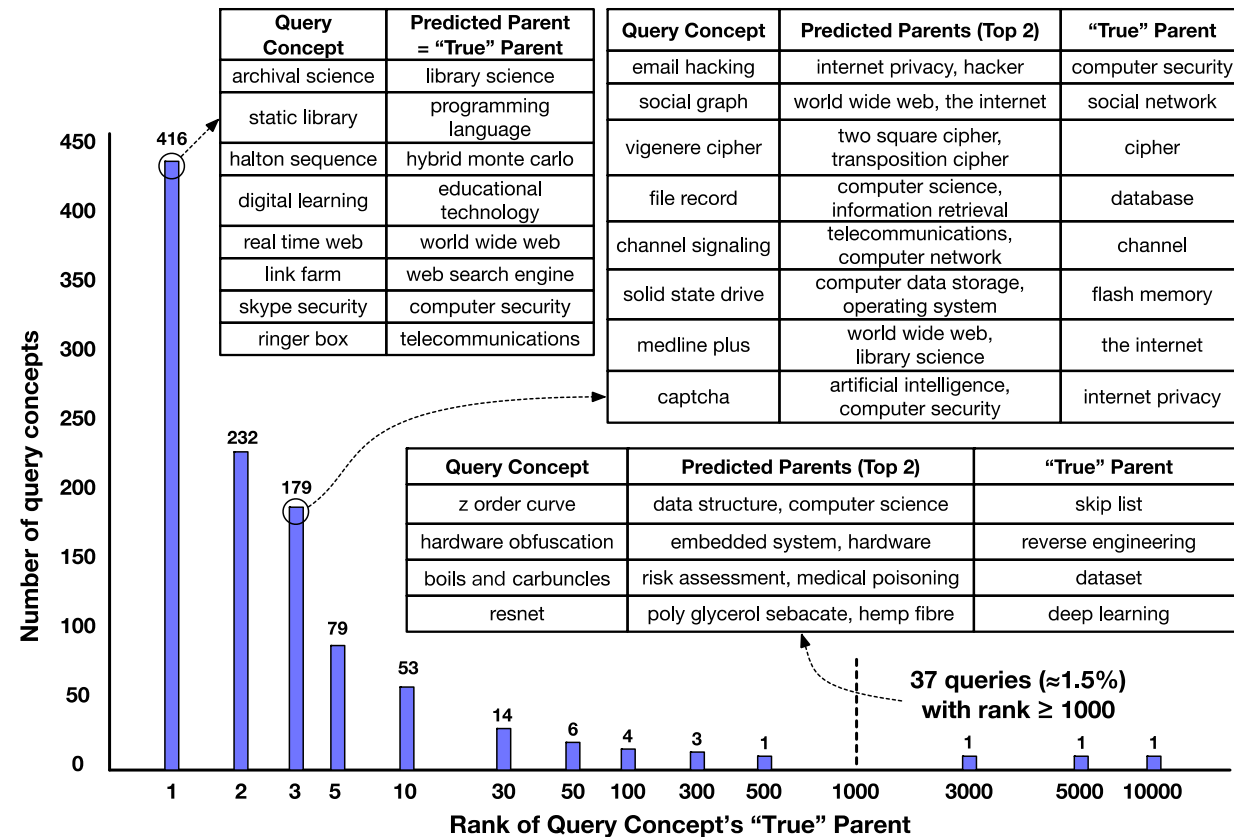 Query Concept
Predicted Parent = “True” Parent
archival science
library science
static library
programming language
halton sequence
hybrid monte carlo
digital learning
educational technology
real time web
world wide web
link farm
web search engine
skype security
computer security
ringer box
telecommunications
Query Concept
Predicted Parents (Top 2)
“True” Parent
email hacking
internet privacy, hacker
computer security
social graph
world wide web, the internet
social network
vigenere cipher
two square cipher,
transposition cipher
cipher
file record
computer science,
information retrieval
database
channel signaling
telecommunications,
computer network
channel
solid state drive
computer data storage,
operating system
flash memory
medline plus
world wide web,
library science
the internet
captcha
artificial intelligence,
computer security
internet privacy
Query Concept
Predicted Parents (Top 2)
“True” Parent
z order curve
data structure, computer science
skip list
hardware obfuscation
embedded system, hardware
reverse engineering
boils and carbuncles
risk assessment, medical poisoning
dataset
resnet
poly glycerol sebacate, hemp fibre
deep learning
37 queries (≈1.5%)
with rank ≥ 1000
Number of query concepts
450
400
350
300
250
200
150
100
50
0
416
232
179
79
53
14
6
4
3
1
1
1
1
1
2
3
5
10
30
50
100
300
500
1000
3000
5000
10000
Rank of Query Concept’s “True” Parent